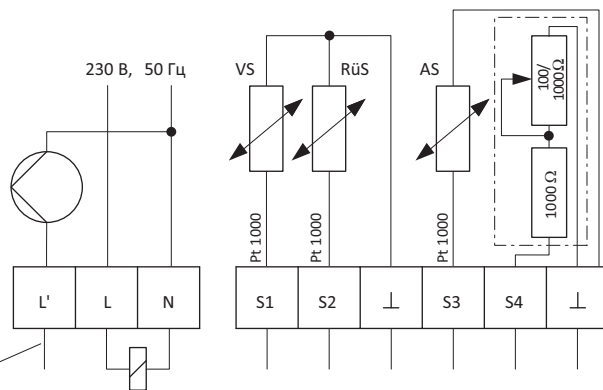 230 В, 50 Гц
VS
RüS
AS
100/
1000 Ω
1000 Ω
Pt 1000
Pt 1000
Pt 1000
L'
L
N
S1
S2
⊥
S3
S4
⊥